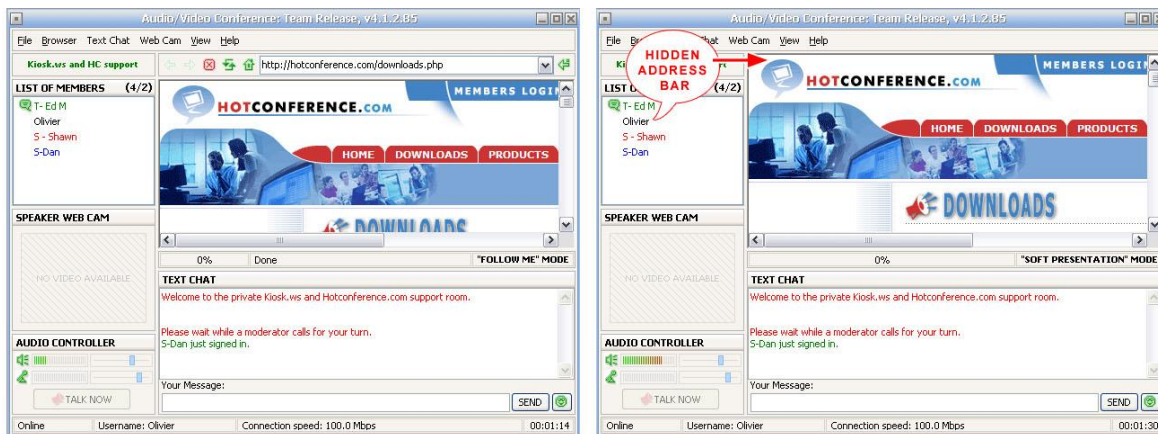 Audio/Video Conference: Team Release, v4.1.2.85
File Browser Text Chat Web Cam View Help
Kiosk.ws and HC support
http://hotconference.com/downloads.php
LIST OF MEMBERS (4/2)
T- Ed M
Olivier
S - Shawn
S-Dan
MEMBERS LOGIN
HOTCONFERENCE.COM
HOME DOWNLOADS PRODUCTS
DOWNLOADS
SPEAKER WEB CAM
NO VIDEO AVAILABLE
0% Done "FOLLOW ME" MODE
TEXT CHAT
Welcome to the private Kiosk.ws and Hotconference.com support room.
Please wait while a moderator calls for your turn.
S-Dan just signed in.
AUDIO CONTROLLER
TALK NOW
Your Message:
SEND
Online Username: Olivier Connection speed: 100.0 Mbps 00:01:14
Audio/Video Conference: Team Release, v4.1.2.85
File Chat Web Cam View Help
HIDDEN
ADDRESS
BAR
(4/2)
T- Ed M
Olivier
S - Shawn
S-Dan
MEMBERS LOGIN
HOTCONFERENCE.COM
HOME DOWNLOADS PRODUCTS
DOWNLOADS
SPEAKER WEB CAM
NO VIDEO AVAILABLE
0% "SOFT PRESENTATION" MODE
TEXT CHAT
Welcome to the private Kiosk.ws and Hotconference.com support room.
Please wait while a moderator calls for your turn.
S-Dan just signed in.
AUDIO CONTROLLER
TALK NOW
Your Message:
SEND
Online Username: Olivier Connection speed: 100.0 Mbps 00:01:30